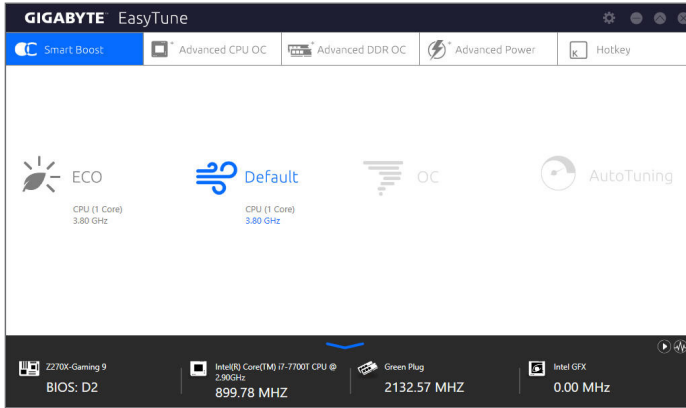 GIGABYTE™ EasyTune
Smart Boost
Advanced CPU OC
Advanced DDR OC
Advanced Power
K Hotkey
ECO
CPU (1 Core)
3.80 GHz
Default
CPU (1 Core)
3.80 GHz
OC
AutoTuning
Z270X-Gaming 9
BIOS: D2
Intel(R) Core(TM) i7-7700T CPU @
2.90GHz
899.78 MHZ
Green Plug
2132.57 MHZ
Intel GFX
0.00 MHz